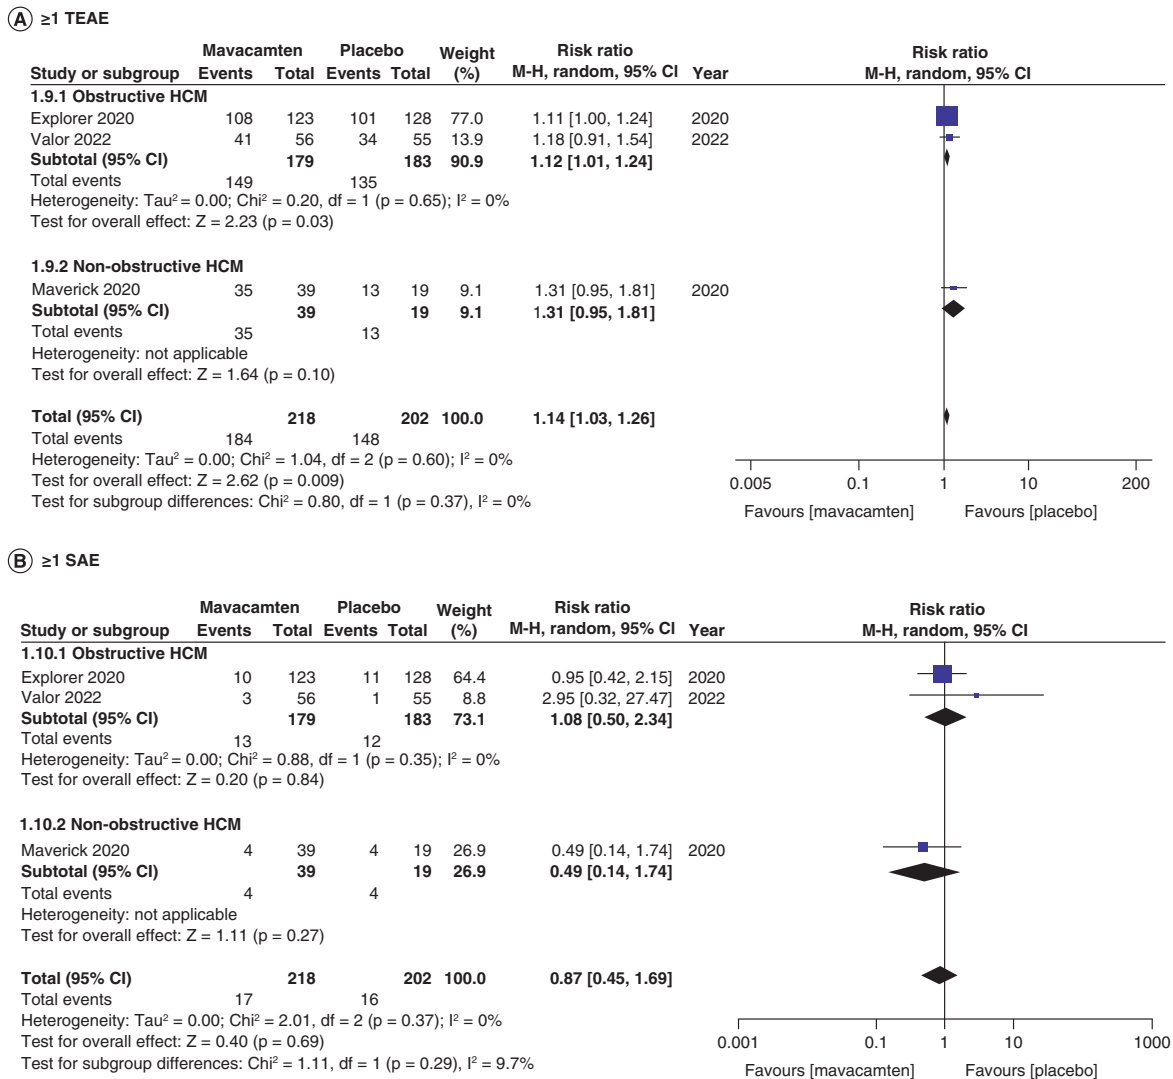 A ≥1 TEAE
Mavacamten Placebo Weight Risk ratio Risk ratio
Study or subgroup Events Total Events Total (%) M-H, random, 95% CI Year M-H, random, 95% CI
1.9.1 Obstructive HCM
Explorer 2020 108 123 101 128 77.0 1.11 [1.00, 1.24] 2020
Valor 2022 41 56 34 55 13.9 1.18 [0.91, 1.54] 2022
Subtotal (95% CI) 179 183 90.9 1.12 [1.01, 1.24]
Total events 149 135
Heterogeneity: Tau² = 0.00; Chi² = 0.20, df = 1 (p = 0.65); I² = 0%
Test for overall effect: Z = 2.23 (p = 0.03)
1.9.2 Non-obstructive HCM
Maverick 2020 35 39 13 19 9.1 1.31 [0.95, 1.81] 2020
Subtotal (95% CI) 39 19 9.1 1.31 [0.95, 1.81]
Total events 35 13
Heterogeneity: not applicable
Test for overall effect: Z = 1.64 (p = 0.10)
Total (95% CI) 218 202 100.0 1.14 [1.03, 1.26]
Total events 184 148
Heterogeneity: Tau² = 0.00; Chi² = 1.04, df = 2 (p = 0.60); I² = 0%
Test for overall effect: Z = 2.62 (p = 0.009)
Test for subgroup differences: Chi² = 0.80, df = 1 (p = 0.37), I² = 0%
0.005 0.1 1 10 200
Favours [mavacamten] Favours [placebo]
B ≥1 SAE
Mavacamten Placebo Weight Risk ratio Risk ratio
Study or subgroup Events Total Events Total (%) M-H, random, 95% CI Year M-H, random, 95% CI
1.10.1 Obstructive HCM
Explorer 2020 10 123 11 128 64.4 0.95 [0.42, 2.15] 2020
Valor 2022 3 56 1 55 8.8 2.95 [0.32, 27.47] 2022
Subtotal (95% CI) 179 183 73.1 1.08 [0.50, 2.34]
Total events 13 12
Heterogeneity: Tau² = 0.00; Chi² = 0.88, df = 1 (p = 0.35); I² = 0%
Test for overall effect: Z = 0.20 (p = 0.84)
1.10.2 Non-obstructive HCM
Maverick 2020 4 39 4 19 26.9 0.49 [0.14, 1.74] 2020
Subtotal (95% CI) 39 19 26.9 0.49 [0.14, 1.74]
Total events 4 4
Heterogeneity: not applicable
Test for overall effect: Z = 1.11 (p = 0.27)
Total (95% CI) 218 202 100.0 0.87 [0.45, 1.69]
Total events 17 16
Heterogeneity: Tau² = 0.00; Chi² = 2.01, df = 2 (p = 0.37); I² = 0%
Test for overall effect: Z = 0.40 (p = 0.69)
Test for subgroup differences: Chi² = 1.11, df = 1 (p = 0.29), I² = 9.7%
0.001 0.1 1 10 1000
Favours [mavacamten] Favours [placebo]